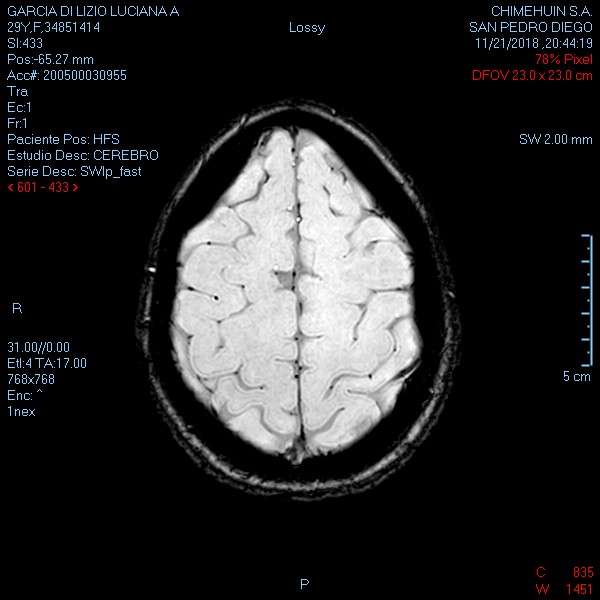 GARCIA DI LIZIO LUCIANA A
29Y,F,34851414
Sl:433
Pos:-65.27 mm
Acc#: 200500030955
Tra
Ec:1
Fr:1
Paciente Pos: HFS
Estudio Desc: CEREBRO
Serie Desc: SWIp_fast
< 601 - 433 >
Lossy
CHIMEHUIN S.A.
SAN PEDRO DIEGO
11/21/2018 ,20:44:19
78% Pixel
DFOV 23.0 x 23.0 cm
SW 2.00 mm
R
31.00//0.00
Etl:4 TA:17.00
768x768
Enc: ^
1nex
5 cm
P
C 835
W 1451